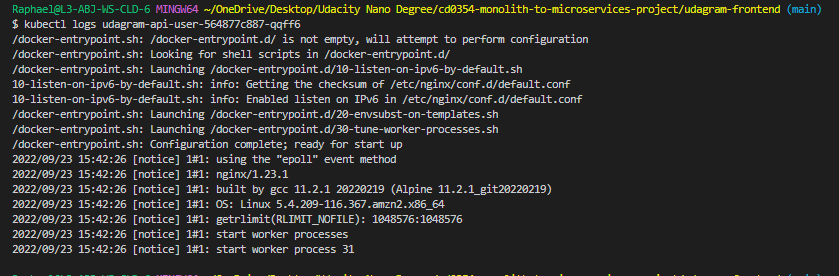 Raphael@L3-ABJ-WS-CLD-6 MINGW64 ~/OneDrive/Desktop/Udacity Nano Degree/cd0354-monolith-to-microservices-project/udagram-frontend (main)
$ kubectl logs udagram-api-user-564877c887-qqff6
/docker-entrypoint.sh: /docker-entrypoint.d/ is not empty, will attempt to perform configuration
/docker-entrypoint.sh: Looking for shell scripts in /docker-entrypoint.d/
/docker-entrypoint.sh: Launching /docker-entrypoint.d/10-listen-on-ipv6-by-default.sh
10-listen-on-ipv6-by-default.sh: info: Getting the checksum of /etc/nginx/conf.d/default.conf
10-listen-on-ipv6-by-default.sh: info: Enabled listen on IPv6 in /etc/nginx/conf.d/default.conf
/docker-entrypoint.sh: Launching /docker-entrypoint.d/20-envsubst-on-templates.sh
/docker-entrypoint.sh: Launching /docker-entrypoint.d/30-tune-worker-processes.sh
/docker-entrypoint.sh: Configuration complete; ready for start up
2022/09/23 15:42:26 [notice] 1#1: using the "epoll" event method
2022/09/23 15:42:26 [notice] 1#1: nginx/1.23.1
2022/09/23 15:42:26 [notice] 1#1: built by gcc 11.2.1 20220219 (Alpine 11.2.1_git20220219)
2022/09/23 15:42:26 [notice] 1#1: OS: Linux 5.4.209-116.367.amzn2.x86_64
2022/09/23 15:42:26 [notice] 1#1: getrlimit(RLIMIT_NOFILE): 1048576:1048576
2022/09/23 15:42:26 [notice] 1#1: start worker processes
2022/09/23 15:42:26 [notice] 1#1: start worker process 31